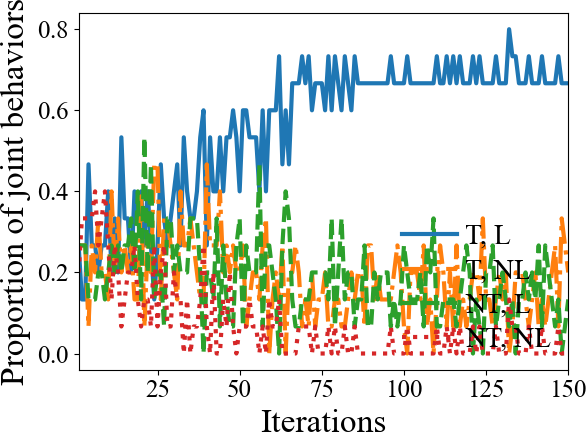 Proportion of joint behaviors
0.8
0.6
0.4
0.2
0.0
T, L
T, NL
NT, L
NT, NL
25
50
75
100
125
150
Iterations